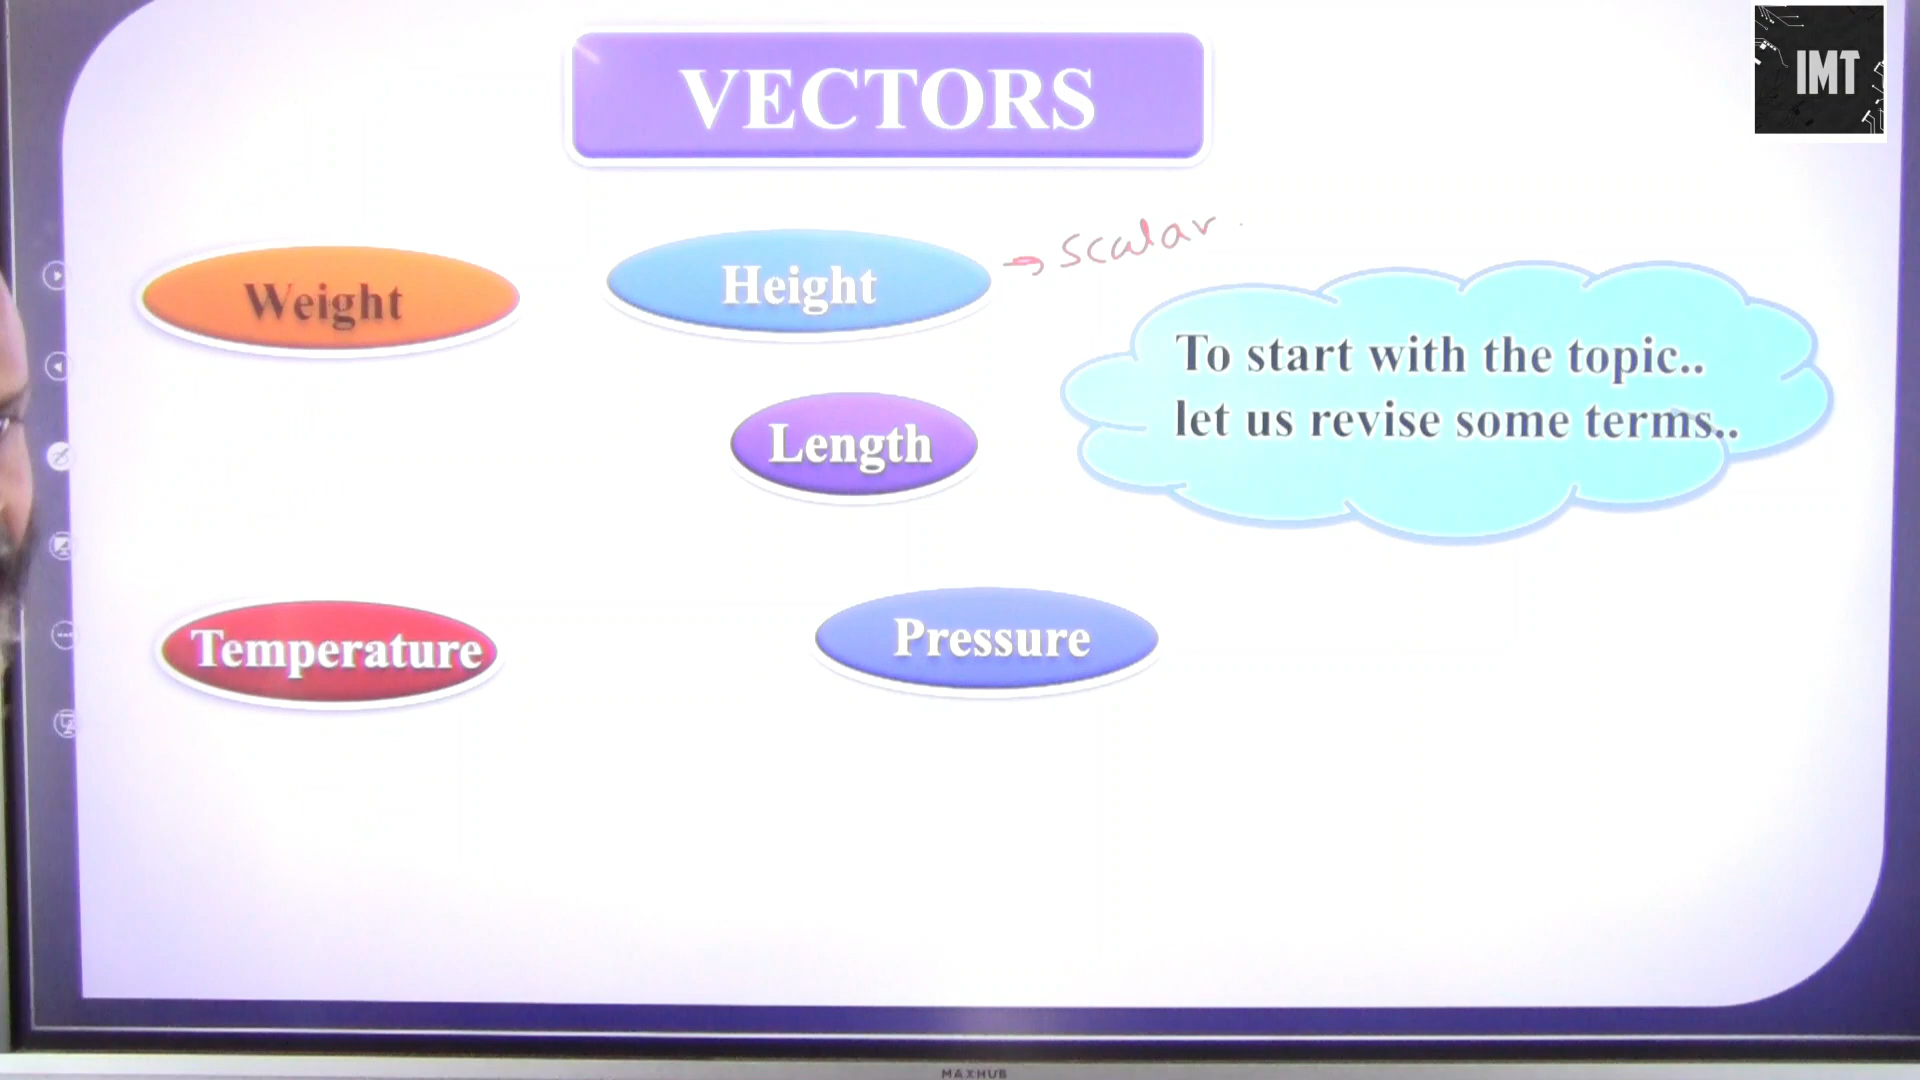 VECTORS
IMT
Weight
Height
→ Scalar.
To start with the topic..
let us revise some terms..
Length
Temperature
Pressure
MAXHUB